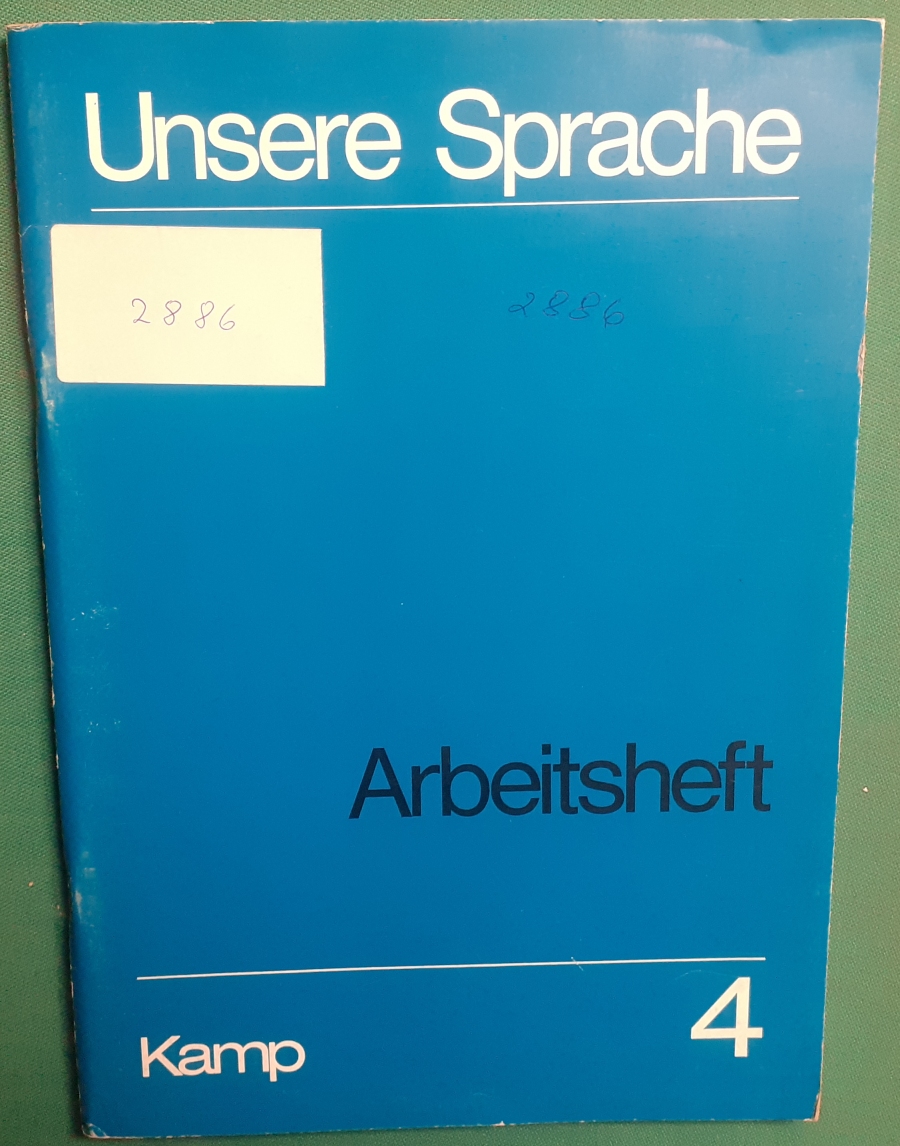 Unsere Sprache
2886
2886
Arbeitsheft
4
Kamp